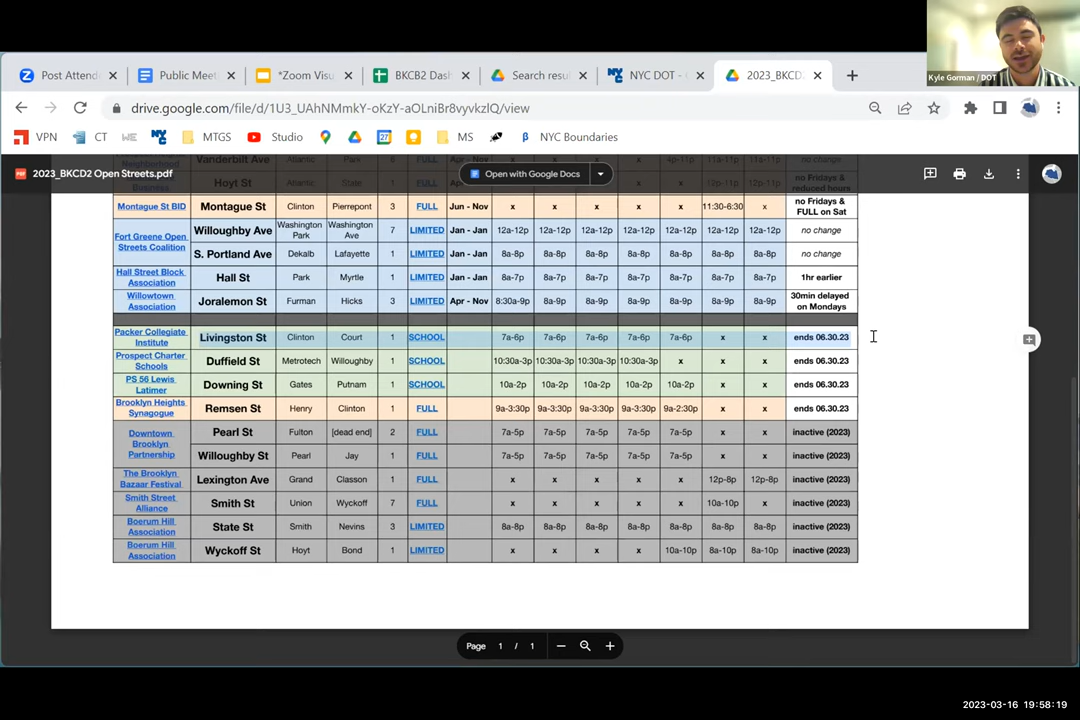 Kyle Gorman / DOT
Post Attend
Public Mee
*Zoom Visu
BKCB2 Das
Search resu
NYC DOT -
2023_BKCD
drive.google.com/file/d/1U3_UAhNMmkY-oKzY-aOLniBr8vyvkzlQ/view
VPN CT WE MTGS Studio MS NYC Boundaries
2023_BKCD2 Open Streets.pdf
Open with Google Docs
Neighborhood Vanderbilt Ave Atlantic Park 6 FULL Apr - Nov x x x x 4p-11p 11a-11p 11a-11p no change
Business Hoyt St Atlantic State 1 FULL x x 12p-11p 12p-11p no Fridays & reduced hours
Montague St BID Montague St Clinton Pierrepont 3 FULL Jun - Nov x x x x x 11:30-6:30 x no Fridays & FULL on Sat
Fort Greene Open Streets Coalition Willoughby Ave Washington Park Washington Ave 7 LIMITED Jan - Jan 12a-12p 12a-12p 12a-12p 12a-12p 12a-12p 12a-12p 12a-12p no change
S. Portland Ave Dekalb Lafayette 1 LIMITED Jan - Jan 8a-8p 8a-8p 8a-8p 8a-8p 8a-8p 8a-8p 8a-8p no change
Hall Street Block Association Hall St Park Myrtle 1 LIMITED Jan - Jan 8a-7p 8a-7p 8a-7p 8a-7p 8a-7p 8a-7p 8a-7p 1hr earlier
Willowtown Association Joralemon St Furman Hicks 3 LIMITED Apr - Nov 8:30a-9p 8a-9p 8a-9p 8a-9p 8a-9p 8a-9p 8a-9p 30min delayed on Mondays
Packer Collegiate Institute Livingston St Clinton Court 1 SCHOOL 7a-6p 7a-6p 7a-6p 7a-6p 7a-6p x x ends 06.30.23
Prospect Charter Schools Duffield St Metrotech Willoughby 1 SCHOOL 10:30a-3p 10:30a-3p 10:30a-3p 10:30a-3p x x x ends 06.30.23
PS 56 Lewis Latimer Downing St Gates Putnam 1 SCHOOL 10a-2p 10a-2p 10a-2p 10a-2p 10a-2p x x ends 06.30.23
Brooklyn Heights Synagogue Remsen St Henry Clinton 1 FULL 9a-3:30p 9a-3:30p 9a-3:30p 9a-3:30p 9a-2:30p x x ends 06.30.23
Downtown Brooklyn Partnership Pearl St Fulton [dead end] 2 FULL 7a-5p 7a-5p 7a-5p 7a-5p 7a-5p x x inactive (2023)
Willoughby St Pearl Jay 1 FULL 7a-5p 7a-5p 7a-5p 7a-5p 7a-5p x x inactive (2023)
The Brooklyn Bazaar Festival Lexington Ave Grand Classon 1 FULL x x x x x 12p-8p 12p-8p inactive (2023)
Smith Street Alliance Smith St Union Wyckoff 7 FULL x x x x x 10a-10p x inactive (2023)
Boerum Hill Association State St Smith Nevins 3 LIMITED 8a-8p 8a-8p 8a-8p 8a-8p 8a-8p 8a-8p 8a-8p inactive (2023)
Boerum Hill Association Wyckoff St Hoyt Bond 1 LIMITED x x x x 10a-10p 8a-10p 8a-10p inactive (2023)
Page 1 / 1
2023-03-16 19:58:19